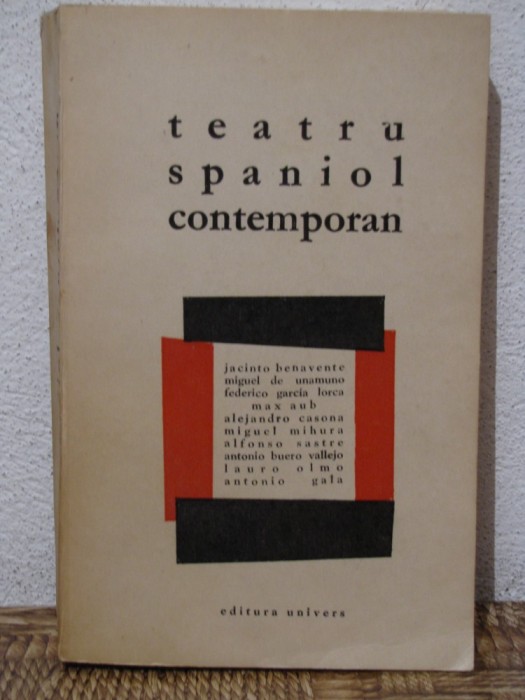 teatru
spaniol
contemporan
jacinto benavente
miguel de unamuno
federico garcía lorca
max aub
alejandro casona
miguel mihura
alfonso sastre
antonio buero vallejo
lauro olmo
antonio gala
editura univers